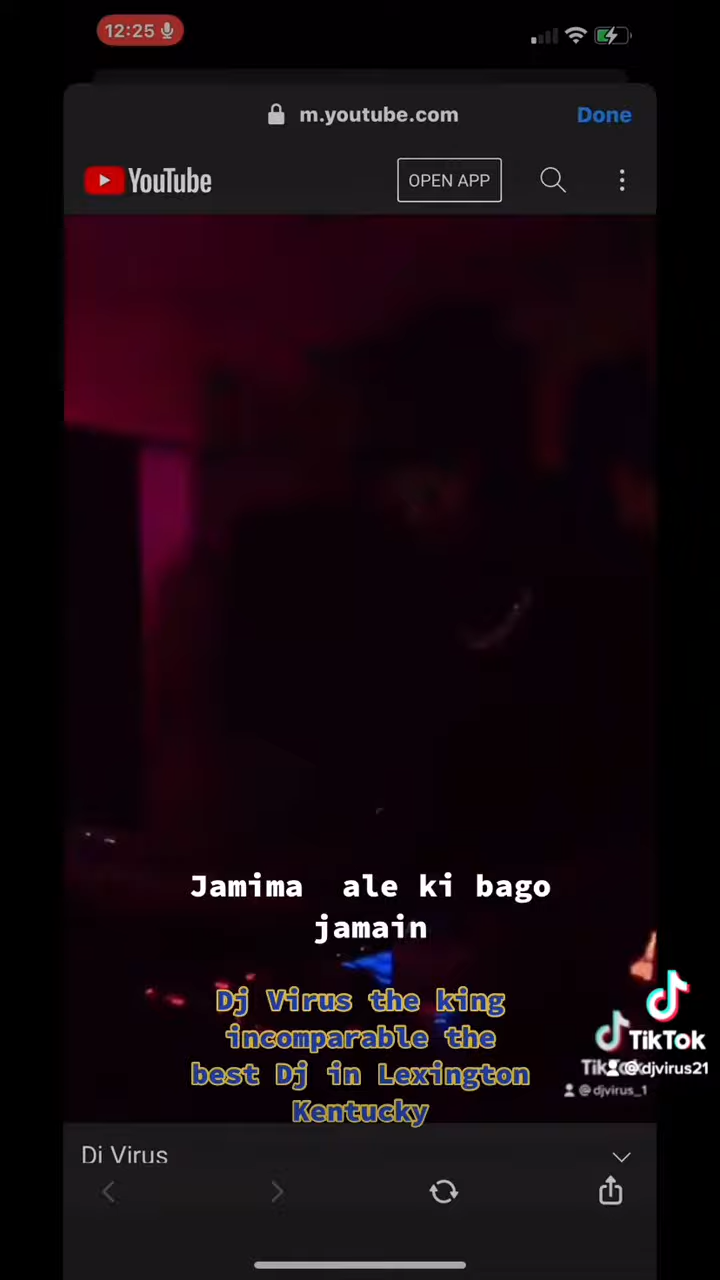 12:25
m.youtube.com
Done
YouTube
OPEN APP
Jamima ale ki bago
jamain
Dj Virus the king
incomparable the
best Dj in Lexington
Kentucky
TikTok
@djvirus21
@djvirus_1
Dj Virus